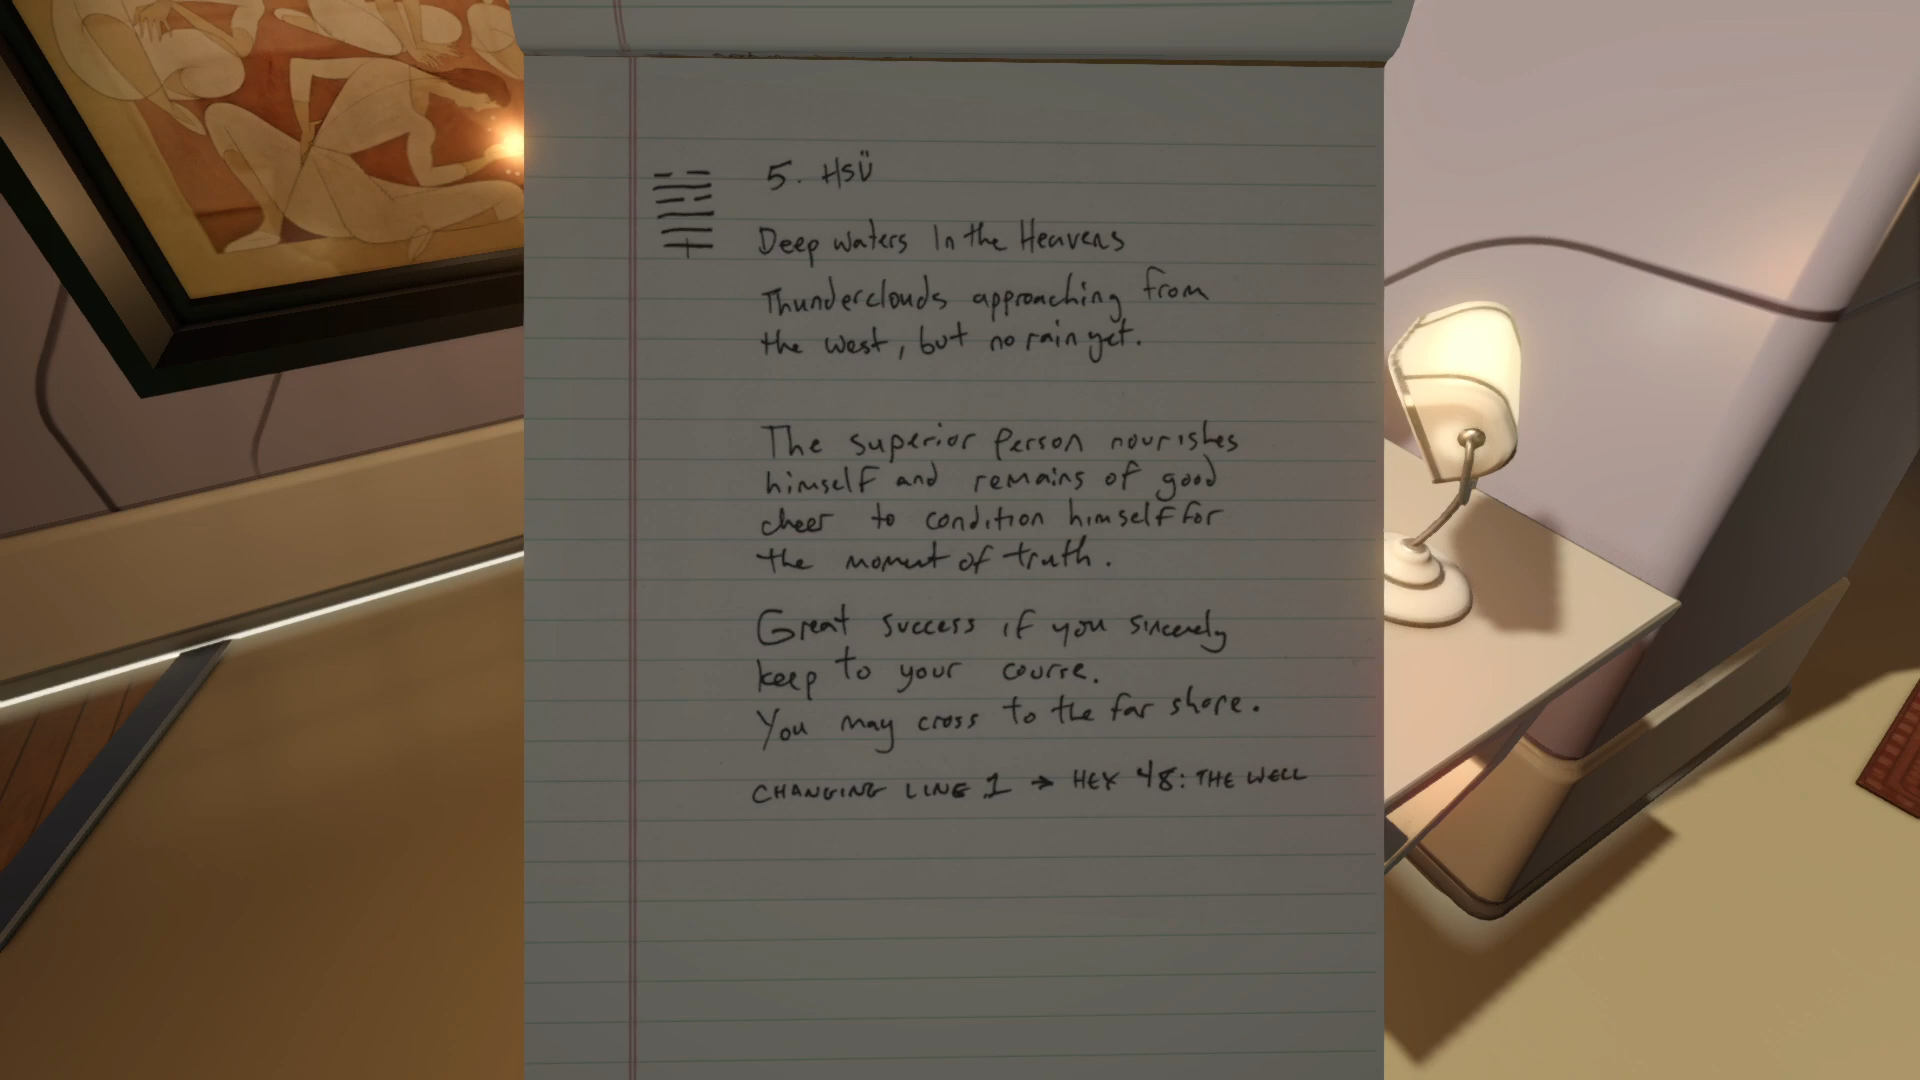 5. HSÜ
Deep waters In the Heavens
Thunderclouds approaching from
the west, but no rain yet.
The superior person nourishes
himself and remains of good
cheer to condition himself for
the moment of truth.
Great success if you sincerely
keep to your course.
You may cross to the far shore.
CHANGING LINE 1 → HEX 48: THE WELL